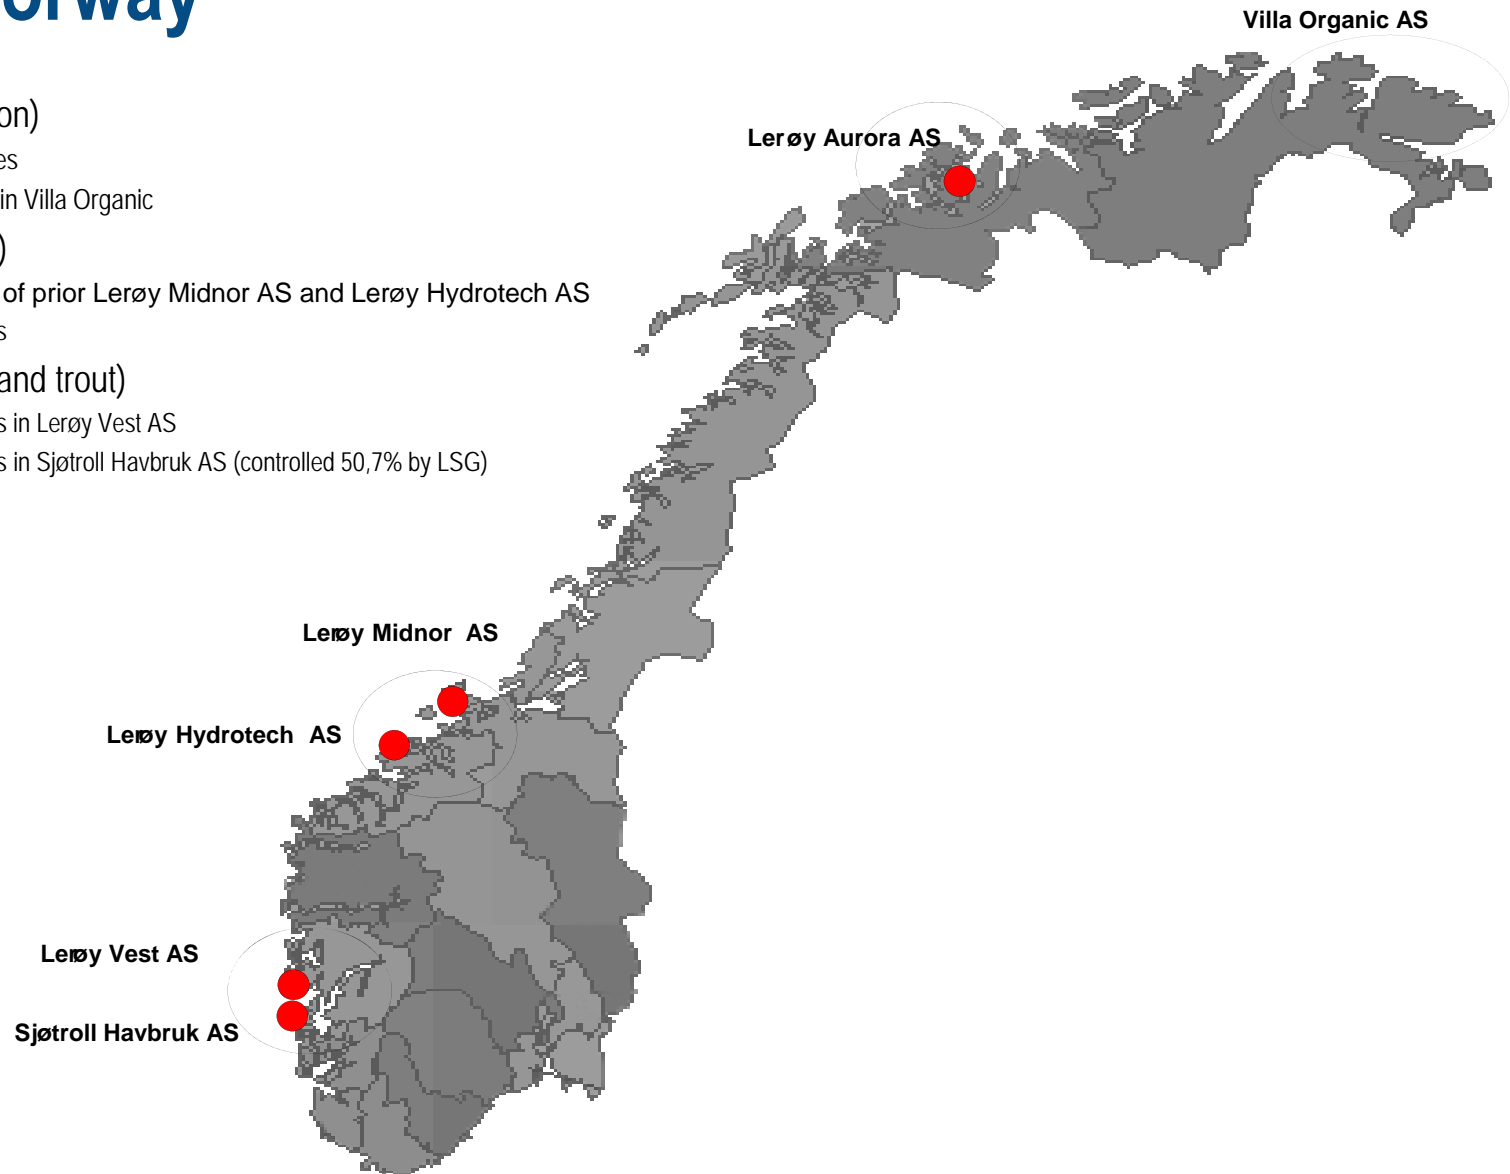 orway
Villa Organic AS
on)
es
in Villa Organic
Lerøy Aurora AS
)
of prior Lerøy Midnor AS and Lerøy Hydrotech AS
s
and trout)
s in Lerøy Vest AS
s in Sjøtroll Havbruk AS (controlled 50,7% by LSG)
Lerøy Midnor AS
Lerøy Hydrotech AS
Lerøy Vest AS
Sjøtroll Havbruk AS